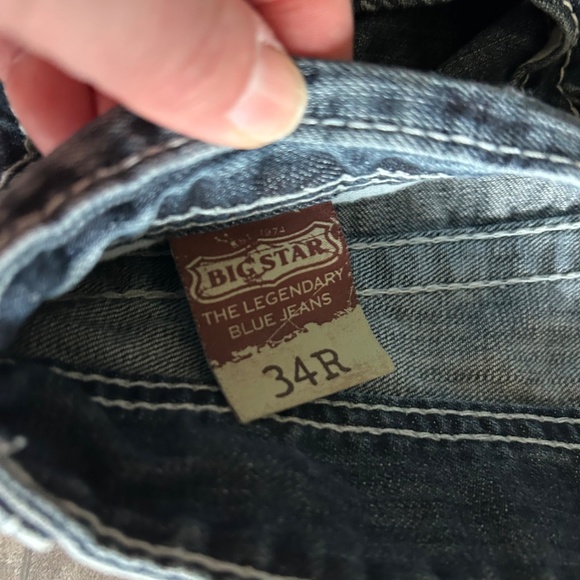 EST. 1974
BIG STAR
THE LEGENDARY
BLUE JEANS
34R